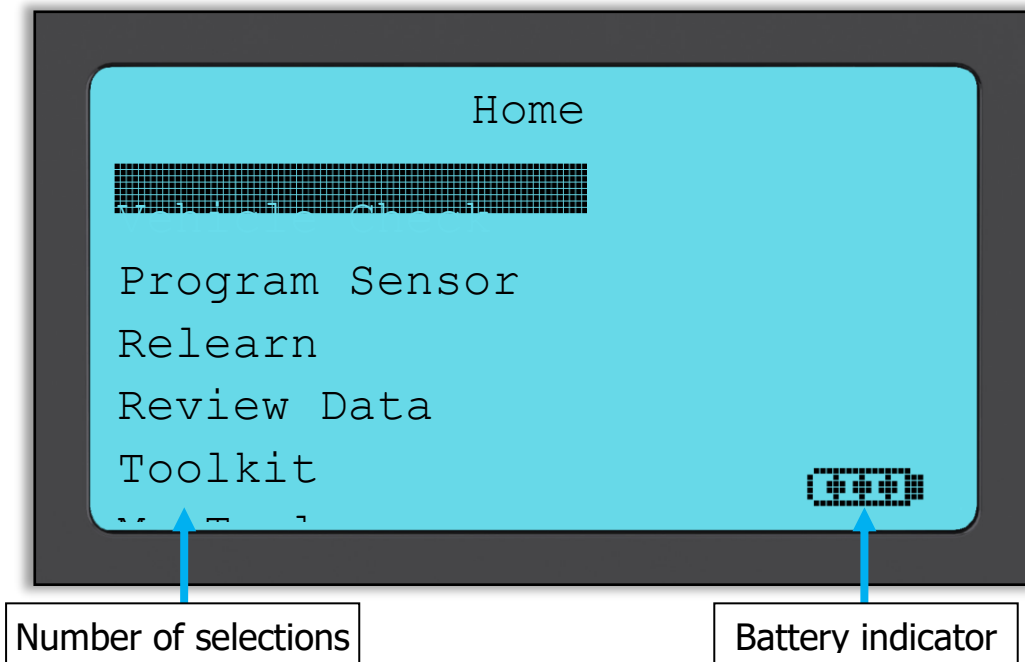 Home
Program Sensor
Relearn
Review Data
Toolkit
Number of selections
Battery indicator